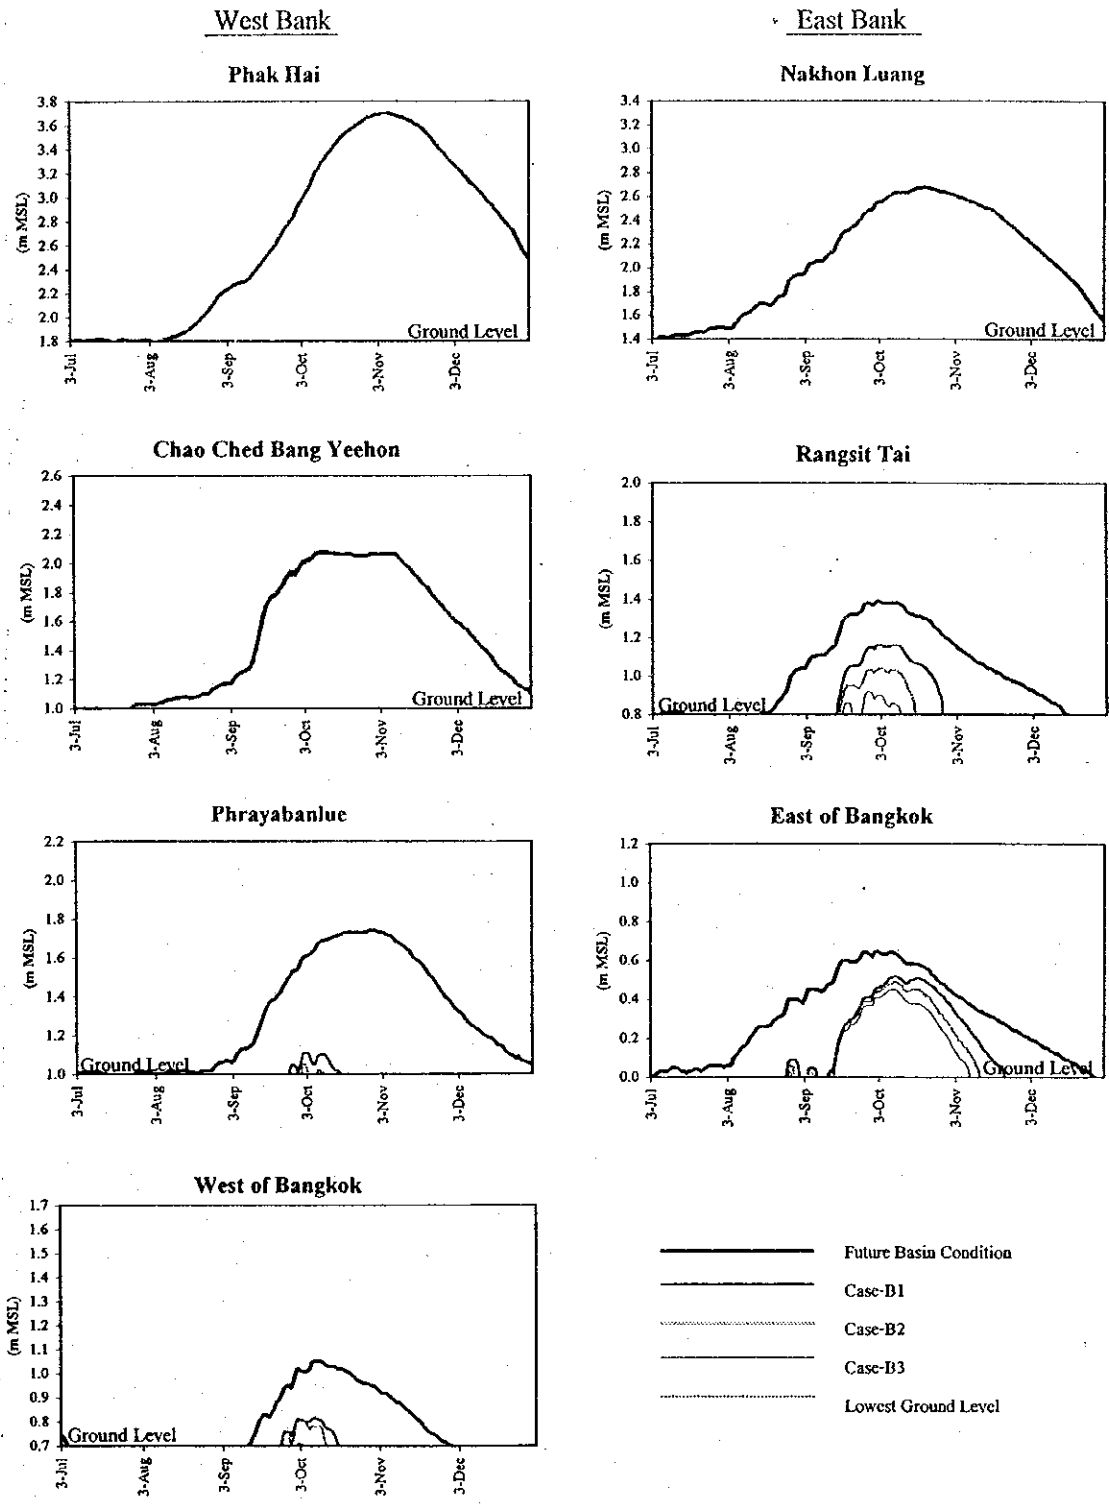 West Bank
East Bank
Phak Hai
3.8
3.6
3.4
3.2
3.0
2.8
2.6
2.4
2.2
2.0
1.8
(m MSL)
Ground Level
3-Jul
3-Aug
3-Sep
3-Oct
3-Nov
3-Dec
Nakhon Luang
3.4
3.2
3.0
2.8
2.6
2.4
2.2
2.0
1.8
1.6
1.4
(m MSL)
Ground Level
3-Jul
3-Aug
3-Sep
3-Oct
3-Nov
3-Dec
Chao Ched Bang Yeehon
2.6
2.4
2.2
2.0
1.8
1.6
1.4
1.2
1.0
(m MSL)
Ground Level
3-Jul
3-Aug
3-Sep
3-Oct
3-Nov
3-Dec
Rangsit Tai
2.0
1.8
1.6
1.4
1.2
1.0
0.8
(m MSL)
Ground Level
3-Jul
3-Aug
3-Sep
3-Oct
3-Nov
3-Dec
Phrayabanlue
2.2
2.0
1.8
1.6
1.4
1.2
1.0
(m MSL)
Ground Level
3-Jul
3-Aug
3-Sep
3-Oct
3-Nov
3-Dec
East of Bangkok
1.2
1.0
0.8
0.6
0.4
0.2
0.0
(m MSL)
Ground Level
3-Jul
3-Aug
3-Sep
3-Oct
3-Nov
3-Dec
West of Bangkok
1.7
1.6
1.5
1.4
1.3
1.2
1.1
1.0
0.9
0.8
0.7
(m MSL)
Ground Level
3-Jul
3-Aug
3-Sep
3-Oct
3-Nov
3-Dec
Future Basin Condition
Case-B1
Case-B2
Case-B3
Lowest Ground Level